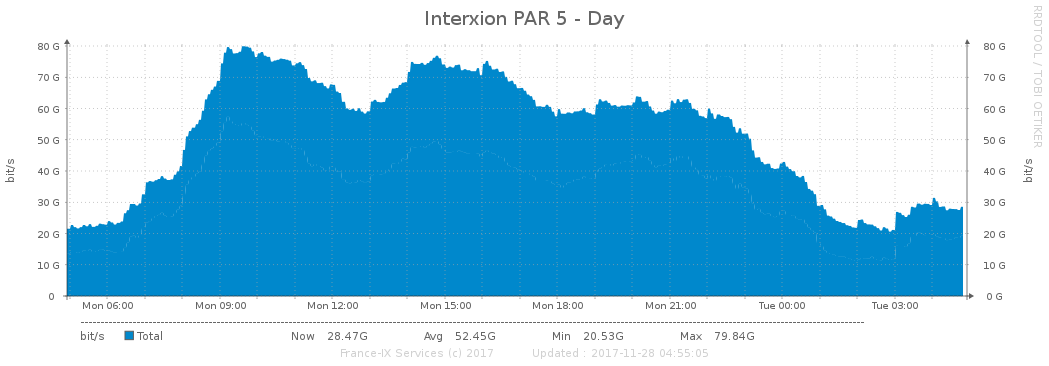 Interxion PAR 5 - Day
RRDTOOL / TOBI OETIKER
bit/s
80 G
70 G
60 G
50 G
40 G
30 G
20 G
10 G
0
80 G
70 G
60 G
50 G
40 G
30 G
20 G
10 G
0 G
bit/s
Mon 06:00 Mon 09:00 Mon 12:00 Mon 15:00 Mon 18:00 Mon 21:00 Tue 00:00 Tue 03:00
bit/s Total Now 28.47G Avg 52.45G Min 20.53G Max 79.84G
France-IX Services (c) 2017 Updated : 2017-11-28 04:55:05